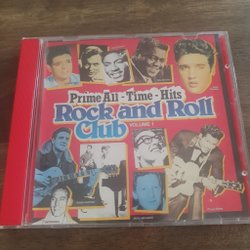 Prime All-Time-Hits
Rock and Roll
Club
VOLUME 1